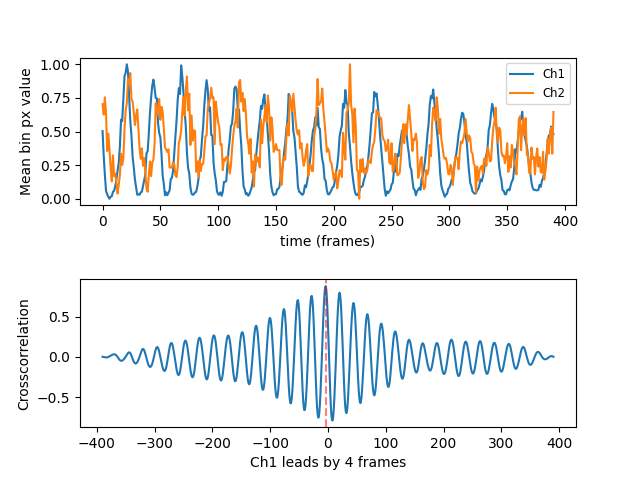 Mean bin px value
1.00
0.75
0.50
0.25
0.00
Ch1
Ch2
0 50 100 150 200 250 300 350 400
time (frames)
Crosscorrelation
0.5
0.0
−0.5
−400 −300 −200 −100 0 100 200 300 400
Ch1 leads by 4 frames